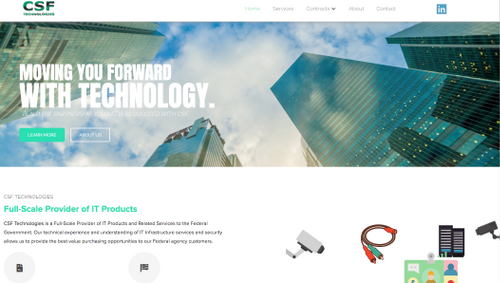 CSF
TECHNOLOGIES
Home Services Contracts About Contact
in
MOVING YOU FORWARD
WITH TECHNOLOGY.
LEARN MORE ABOUT US
CSF TECHNOLOGIES
Full-Scale Provider of IT Products
CSF Technologies is a Full-Scale Provider of IT Products and Related Services to the Federal
Government. Our technical experience and understanding of IT Infrastructure services and security
allows us to provide the best value purchasing opportunities to our Federal agency customers.